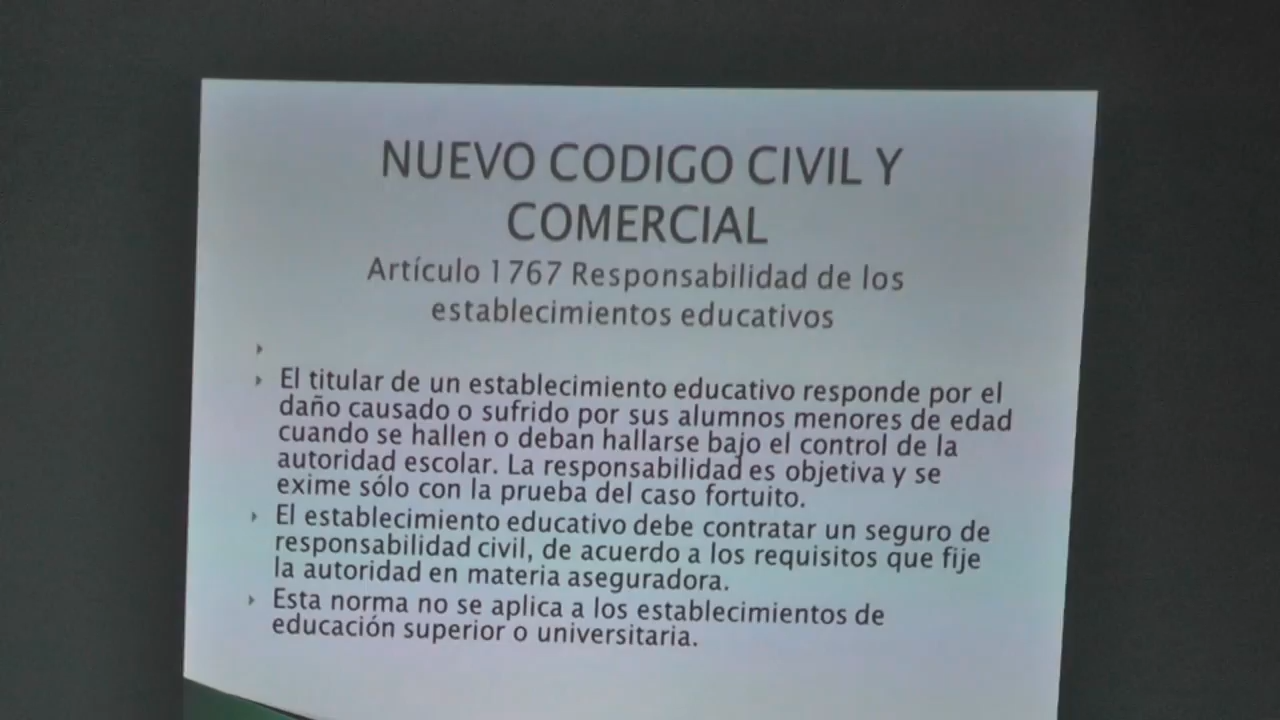 NUEVO CODIGO CIVIL Y
COMERCIAL
Artículo 1767 Responsabilidad de los
establecimientos educativos
El titular de un establecimiento educativo responde por el
daño causado o sufrido por sus alumnos menores de edad
cuando se hallen o deban hallarse bajo el control de la
autoridad escolar. La responsabilidad es objetiva y se
exime sólo con la prueba del caso fortuito.
El establecimiento educativo debe contratar un seguro de
responsabilidad civil, de acuerdo a los requisitos que fije
la autoridad en materia aseguradora.
Esta norma no se aplica a los establecimientos de
educación superior o universitaria.